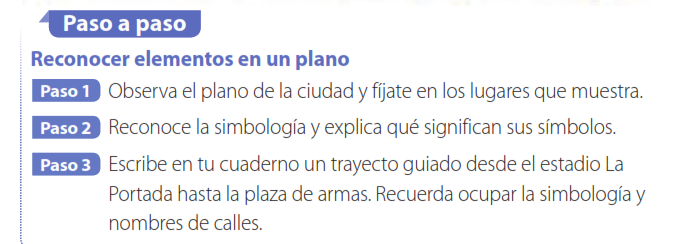 Paso a paso
Reconocer elementos en un plano
Paso 1 Observa el plano de la ciudad y fíjate en los lugares que muestra.
Paso 2 Reconoce la simbología y explica qué significan sus símbolos.
Paso 3 Escribe en tu cuaderno un trayecto guiado desde el estadio La
Portada hasta la plaza de armas. Recuerda ocupar la simbología y
nombres de calles.